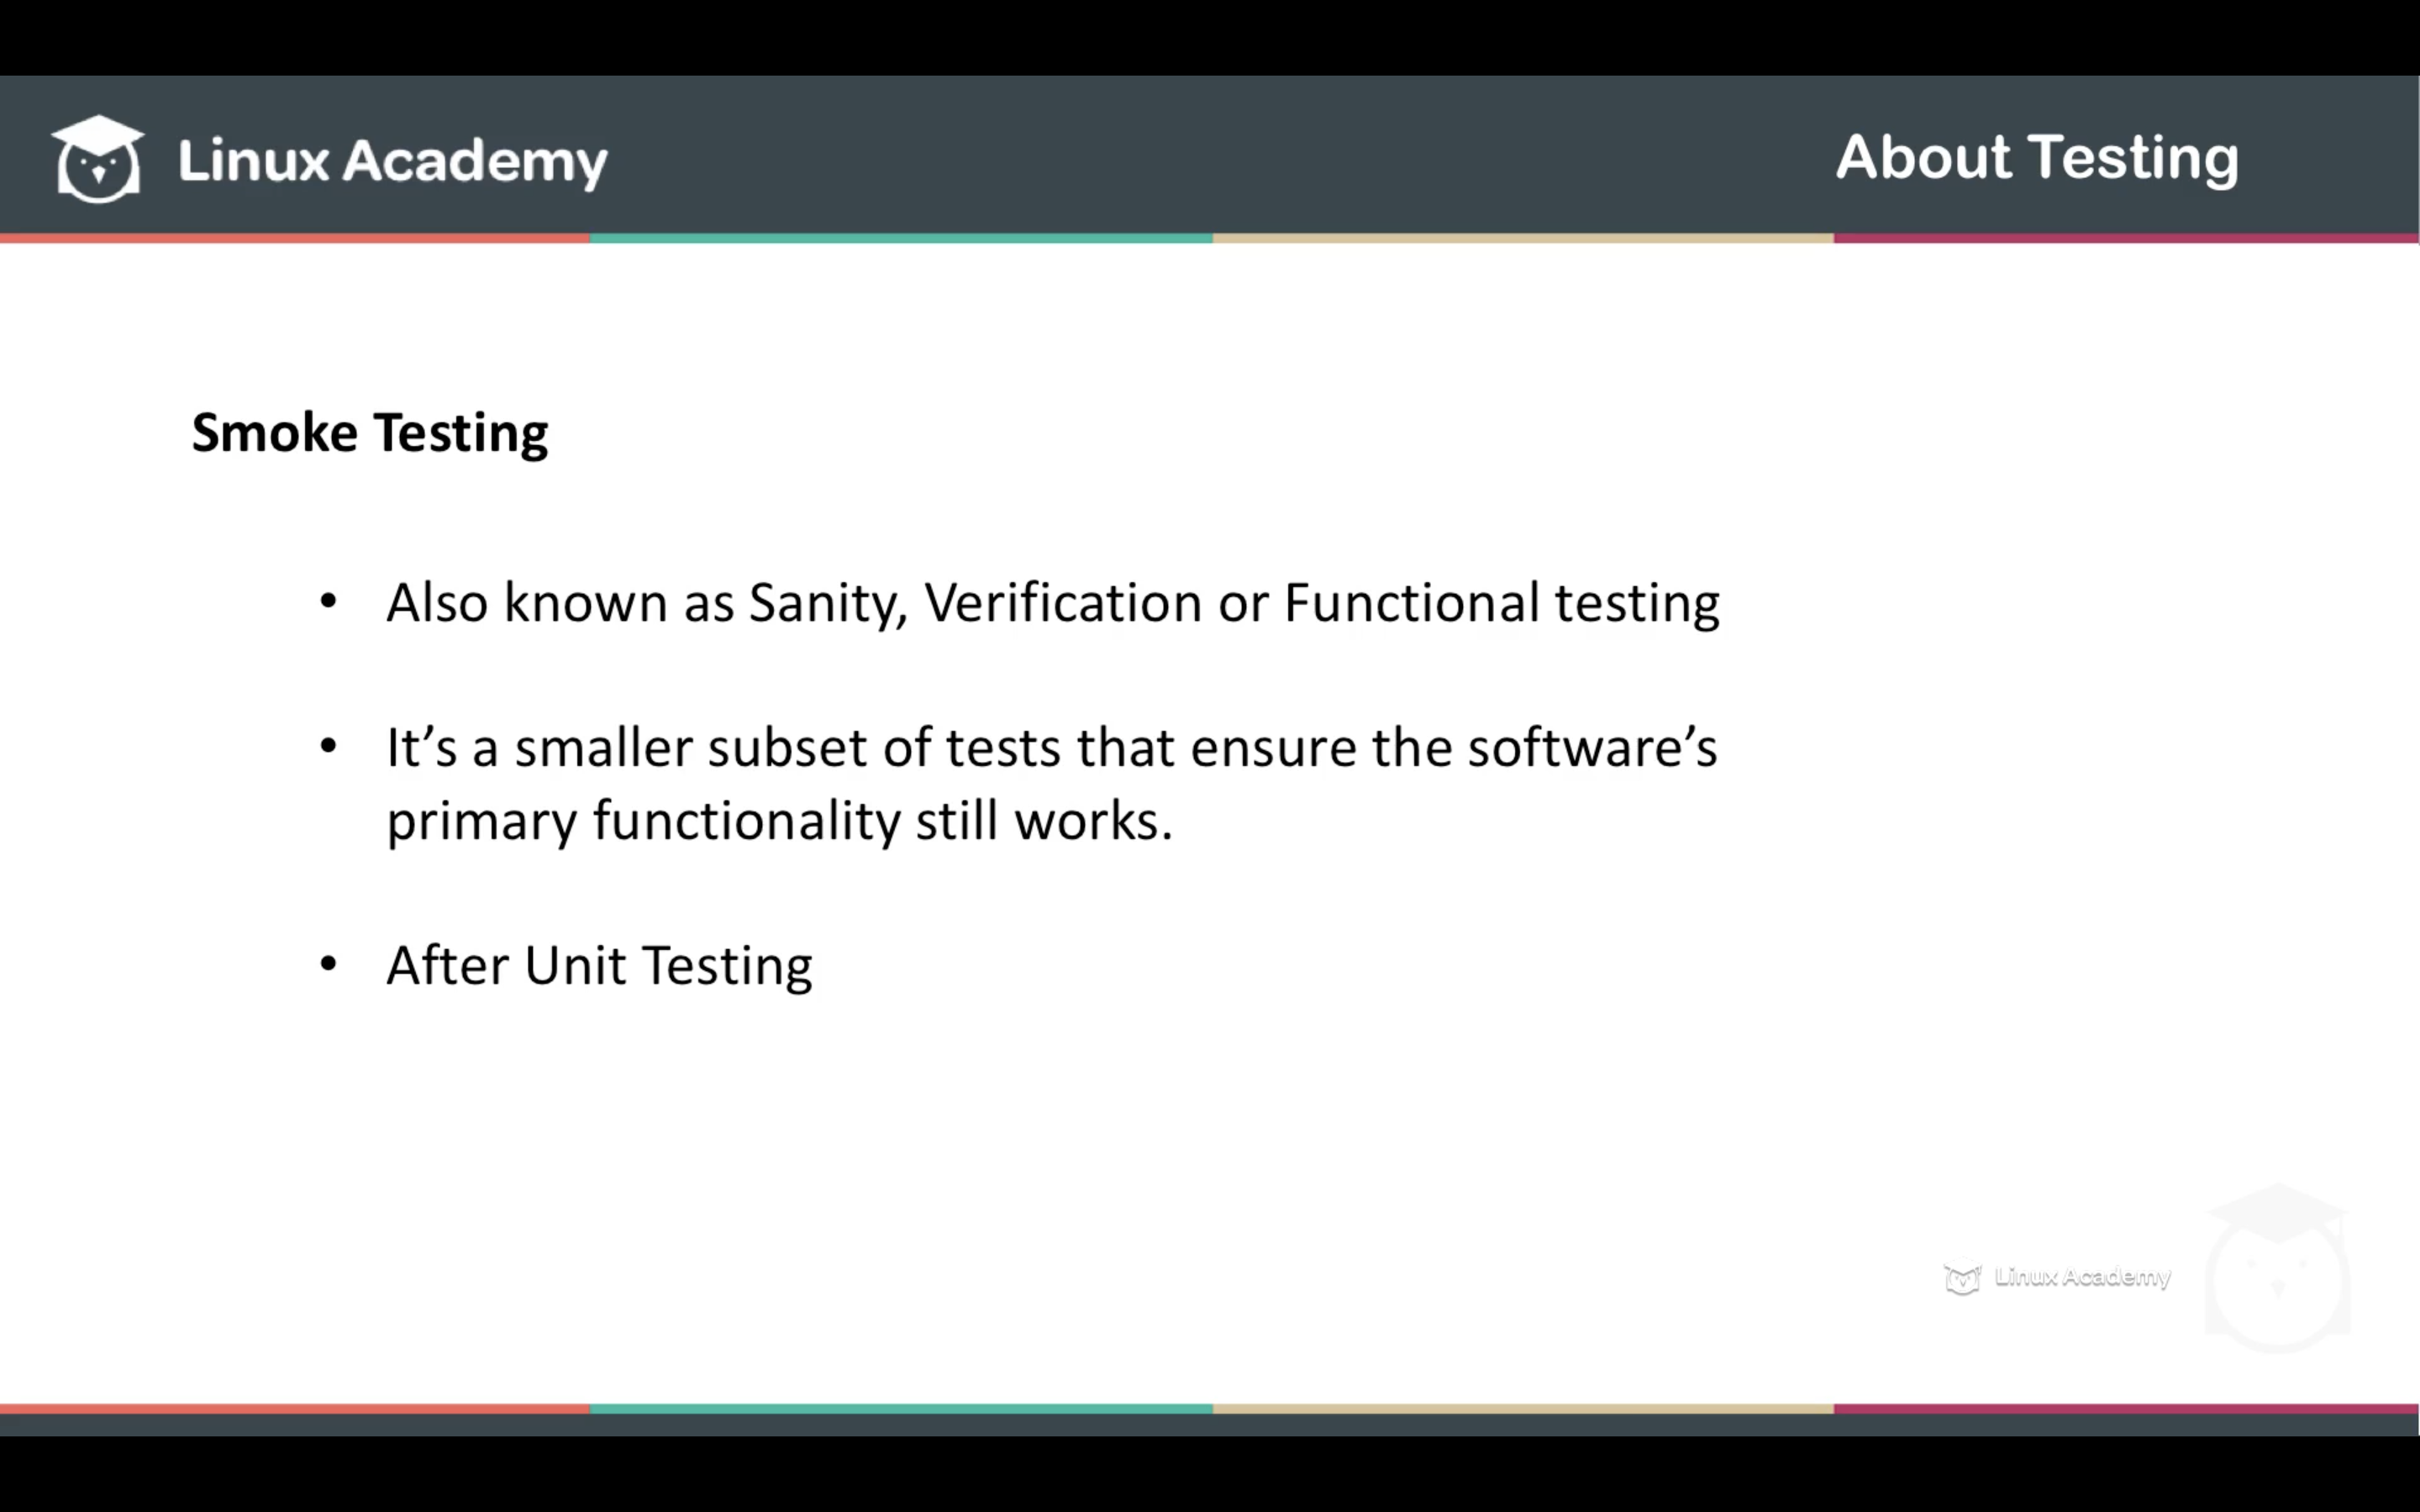 Linux Academy
About Testing
Smoke Testing
• Also known as Sanity, Verification or Functional testing
• It’s a smaller subset of tests that ensure the software’s
primary functionality still works.
• After Unit Testing
Linux Academy